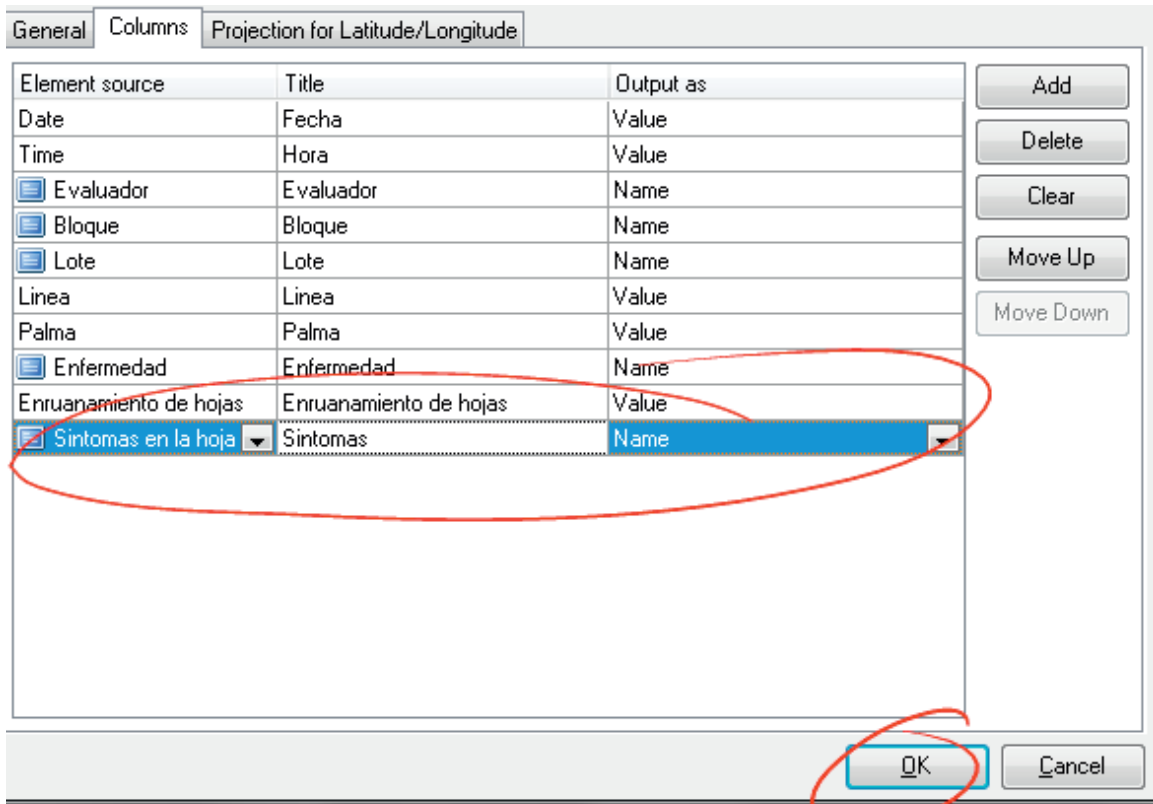 General Columns Projection for Latitude/Longitude
Element source Title Output as Add
Date Fecha Value
Time Hora Value Delete
Evaluador Evaluador Name Clear
Bloque Bloque Name
Lote Lote Name Move Up
Linea Linea Value
Palma Palma Value Move Down
Enfermedad Enfermedad Name
Enruanamiento de hojas Enruanamiento de hojas Value
Sintomas en la hoja Sintomas Name
OK Cancel